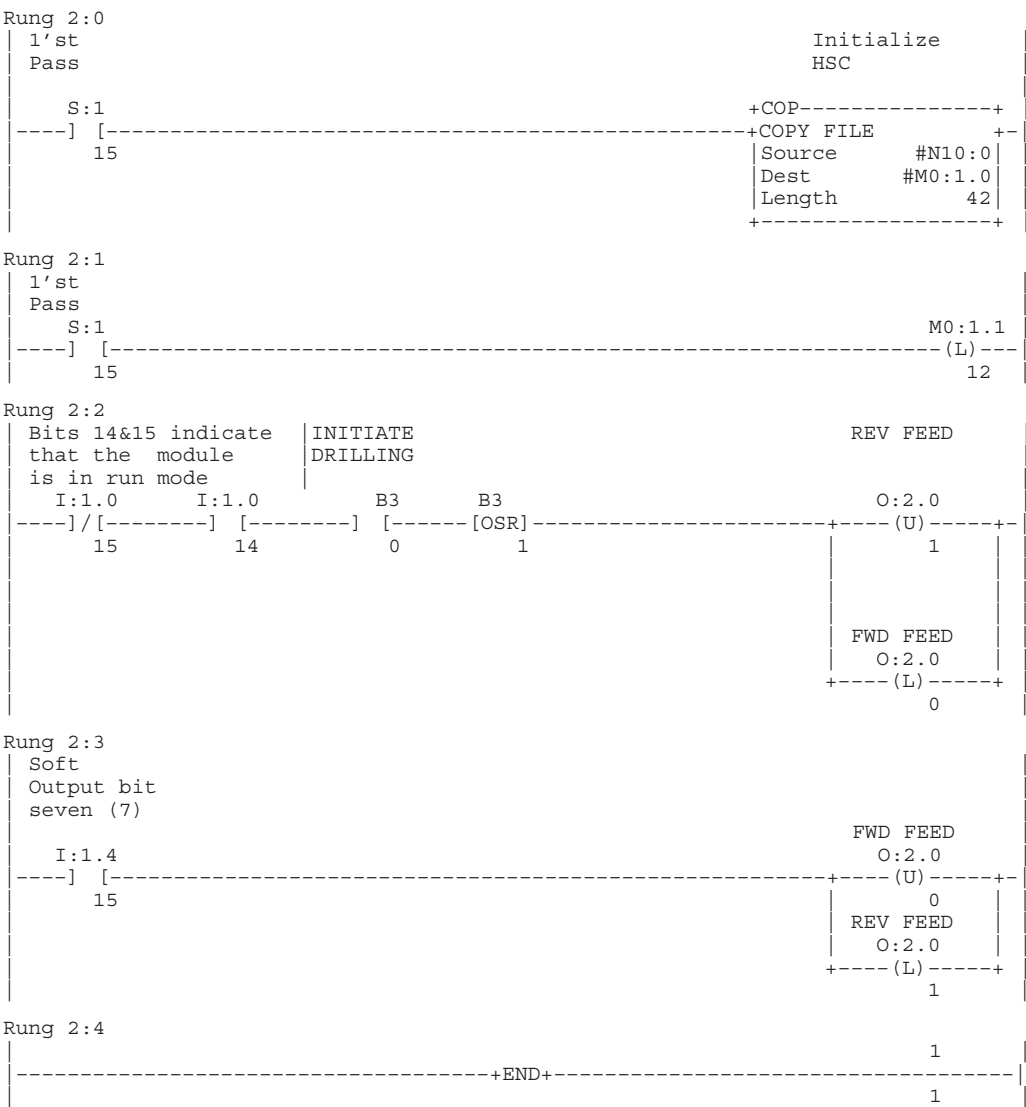 Rung 2:0
| 1'st Initialize |
| Pass HSC |
| |
| S:1 +COP---------------+ |
|----] [--------------------------------------------------+COPY FILE +-|
| 15 |Source #N10:0| |
| |Dest #M0:1.0| |
| |Length 42| |
| +------------------+ |
Rung 2:1
| 1'st |
| Pass |
| S:1 M0:1.1 |
|----] [-----------------------------------------------------------------(L)---|
| 15 12 |
Rung 2:2
| Bits 14&15 indicate |INITIATE REV FEED |
| that the module |DRILLING |
| is in run mode | |
| I:1.0 I:1.0 B3 B3 O:2.0 |
|----]/[--------] [--------] [------[OSR]-----------------------+----(U)-----+-|
| 15 14 0 1 | 1 | |
| | | |
| | | |
| | | |
| | FWD FEED | |
| | O:2.0 | |
| +----(L)-----+ |
| 0 |
Rung 2:3
| Soft |
| Output bit |
| seven (7) |
| FWD FEED |
| I:1.4 O:2.0 |
|----] [--------------------------------------------------------+----(U)-----+-|
| 15 | 0 | |
| | REV FEED | |
| | O:2.0 | |
| +----(L)-----+ |
| 1 |
Rung 2:4
| 1 |
|-------------------------------------+END+------------------------------------|
| 1 |